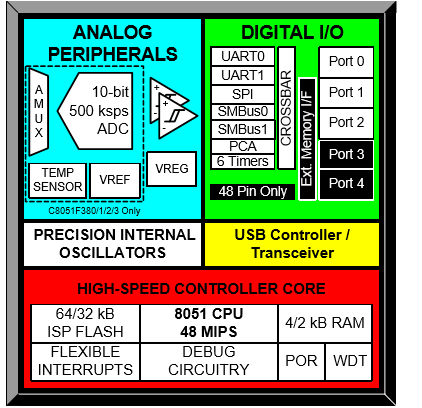 ANALOG
PERIPHERALS
A
M
U
X
10-bit
500 ksps
ADC
+
-
+
-
TEMP
SENSOR
VREF
VREG
C8051F380/1/2/3 Only
DIGITAL I/O
UART0
UART1
SPI
SMBus0
SMBus1
PCA
6 Timers
CROSSBAR
Ext. Memory I/F
Port 0
Port 1
Port 2
Port 3
Port 4
48 Pin Only
PRECISION INTERNAL
OSCILLATORS
USB Controller /
Transceiver
HIGH-SPEED CONTROLLER CORE
64/32 kB
ISP FLASH
8051 CPU
48 MIPS
4/2 kB RAM
FLEXIBLE
INTERRUPTS
DEBUG
CIRCUITRY
POR
WDT